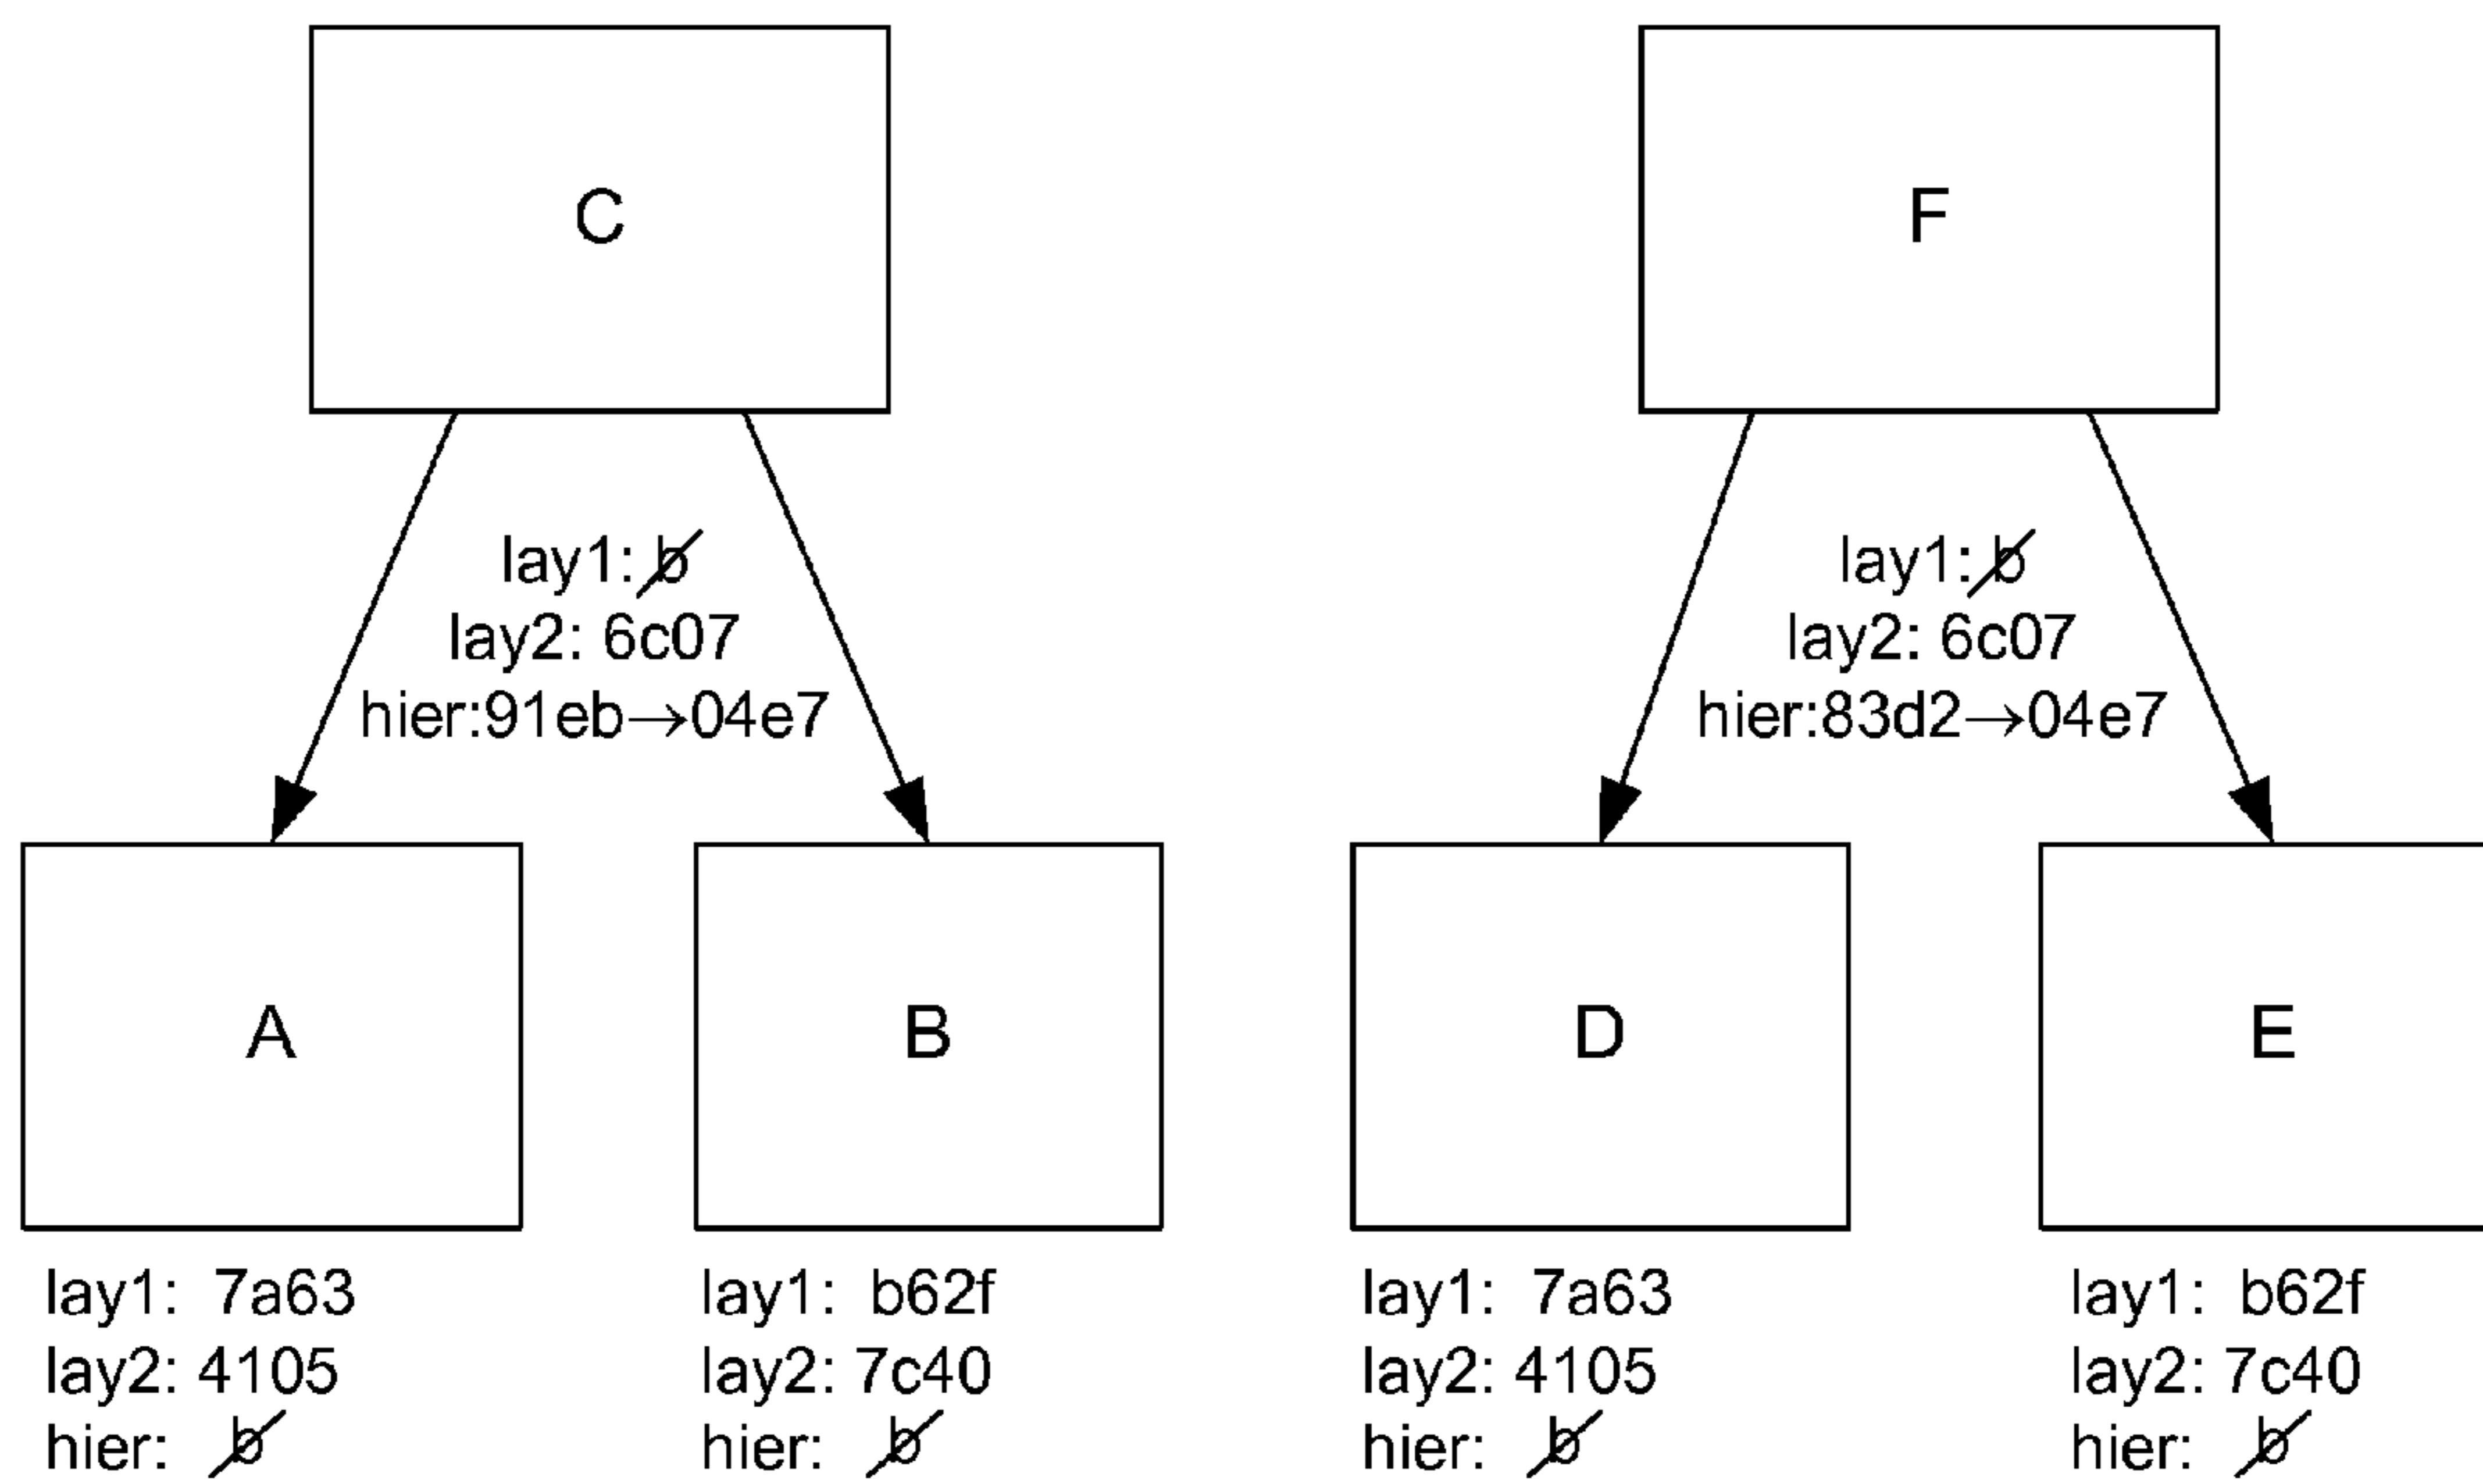 C
F
lay1: b̸
lay2: 6c07
hier:91eb→04e7
lay1: b̸
lay2: 6c07
hier:83d2→04e7
A
B
D
E
lay1: 7a63
lay2: 4105
hier: b̸
lay1: b62f
lay2: 7c40
hier: b̸
lay1: 7a63
lay2: 4105
hier: b̸
lay1: b62f
lay2: 7c40
hier: b̸